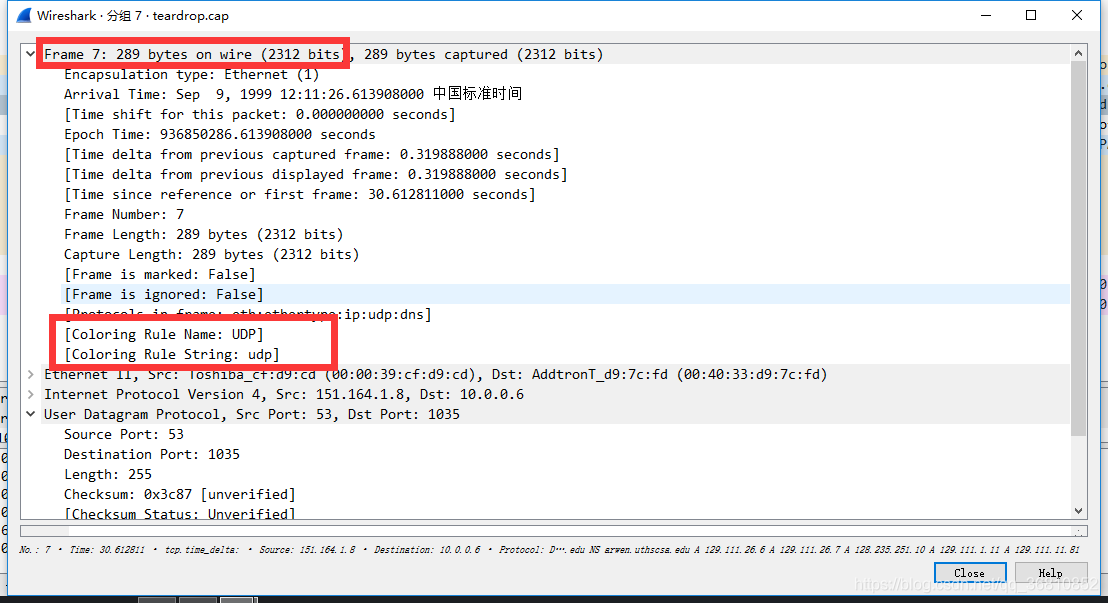 Wireshark · 分组 7 · teardrop.cap
Frame 7: 289 bytes on wire (2312 bits), 289 bytes captured (2312 bits)
Encapsulation type: Ethernet (1)
Arrival Time: Sep  9, 1999 12:11:26.613908000 中国标准时间
[Time shift for this packet: 0.000000000 seconds]
Epoch Time: 936850286.613908000 seconds
[Time delta from previous captured frame: 0.319888000 seconds]
[Time delta from previous displayed frame: 0.319888000 seconds]
[Time since reference or first frame: 30.612811000 seconds]
Frame Number: 7
Frame Length: 289 bytes (2312 bits)
Capture Length: 289 bytes (2312 bits)
[Frame is marked: False]
[Frame is ignored: False]
[Protocols in frame: eth:ethertype:ip:udp:dns]
[Coloring Rule Name: UDP]
[Coloring Rule String: udp]
Ethernet II, Src: Toshiba_cf:d9:cd (00:00:39:cf:d9:cd), Dst: AddtronT_d9:7c:fd (00:40:33:d9:7c:fd)
Internet Protocol Version 4, Src: 151.164.1.8, Dst: 10.0.0.6
User Datagram Protocol, Src Port: 53, Dst Port: 1035
Source Port: 53
Destination Port: 1035
Length: 255
Checksum: 0x3c87 [unverified]
[Checksum Status: Unverified]
No.: 7 · Time: 30.612811 · tcp.time_delta: · Source: 151.164.1.8 · Destination: 10.0.0.6 · Protocol: D….edu NS arwen.uthscsa.edu A 129.111.26.6 A 129.111.26.7 A 128.235.251.10 A 129.111.1.11 A 129.111.11.81
Close
Help